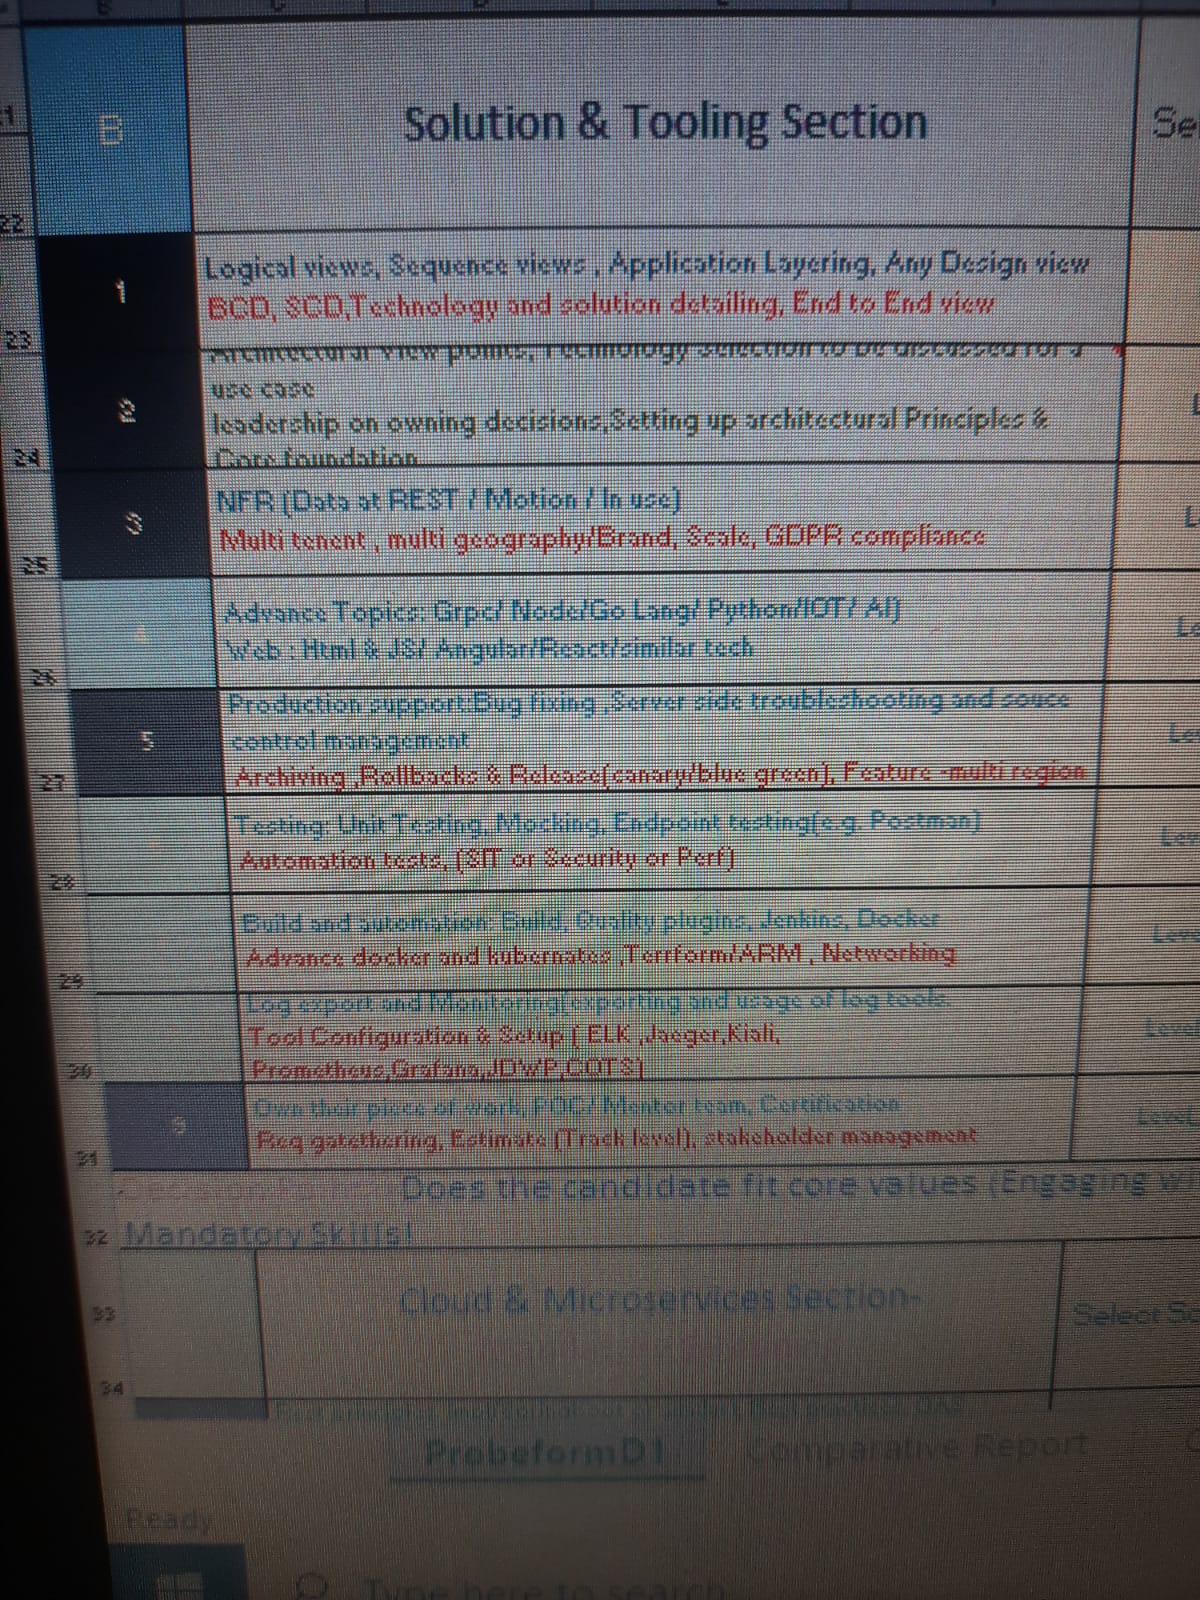 B
Solution & Tooling Section
Se
22
1
Logical views, Sequence views , Application Layering, Any Design view
BCD, SCD,Technology and solution detailing, End to End view
23
2
Architectural View points, Technology Selection to be discussed for a
use case
leadership on owning decisions,Setting up architectural Principles &
Core foundation
24
3
NFR (Data at REST / Motion / In use)
Multi tenent , multi geography/Brand, Scale, GDPR compliance
25
4
Advance Topics: Grpc/ Node/Go Lang/ Python/IOT/ AI)
Web : Html & JS/ Angular/React/similar tech
26
5
Production support:Bug fixing ,Server side troubleshooting and souce
control management
Archiving ,Rollbacks & Release(canary/blue green), Feature -multi region
27
Testing: Unit Testing, Mocking, Endpoint testing(e.g. Postman)
Automation tests, (SIT or Security or Perf)
28
Build and automation: Build, Quality plugins, Jenkins, Docker
Advance docker and kubernates ,Terrform/ARM , Networking
29
Log export and Monitoring(exporting and usage of log tools
Tool Configuration & Setup ( ELK ,Jaeger,Kiali,
Prometheus,Grafana,JDWP,COTS)
30
9
Own their piece of work, POC/ Mentor team, Certification
Req gatethering, Estimate (Track level), stakeholder management
Level
31
Does the candidate fit core values (Engaging wi
32
Mandatory Skills!
33
Cloud & Microservices Section-
Select Sc
34
ProbeformD1
Comparative Report
Ready
Type here to search